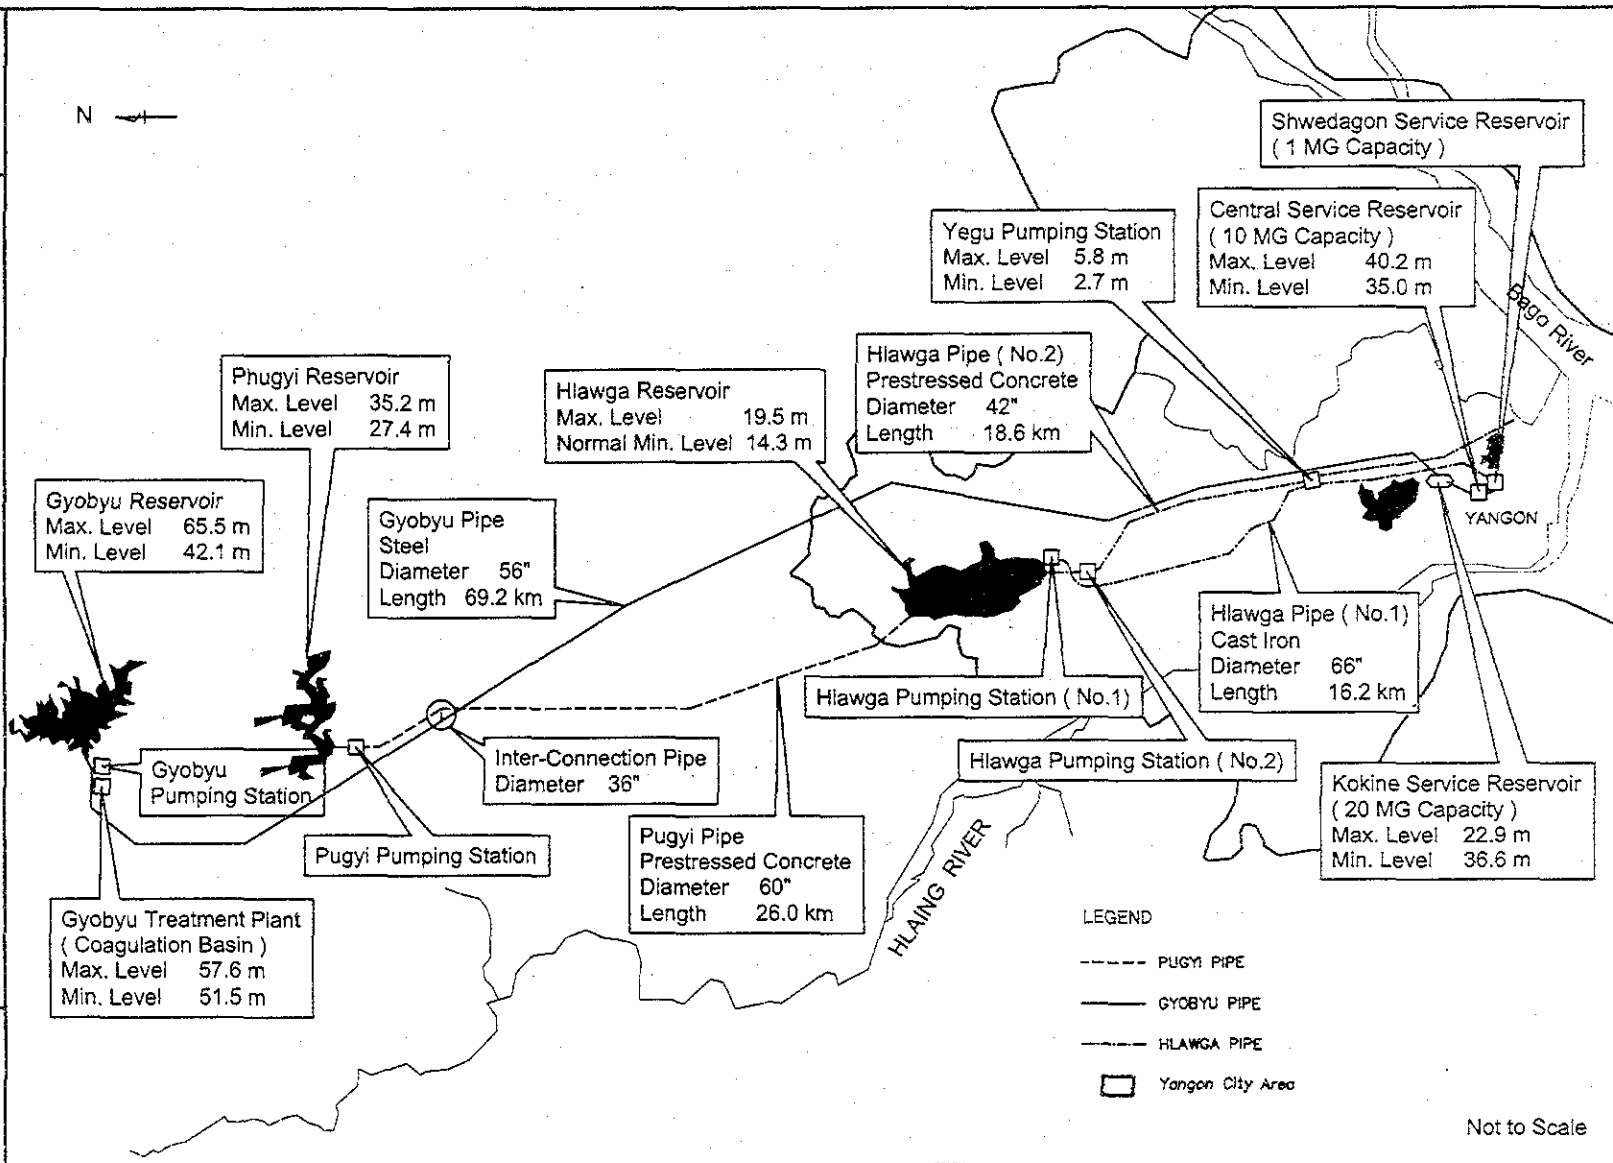 N
Shwedagon Service Reservoir
( 1 MG Capacity )
Central Service Reservoir
( 10 MG Capacity )
Max. Level 40.2 m
Min. Level 35.0 m
Yegu Pumping Station
Max. Level 5.8 m
Min. Level 2.7 m
Bago River
Hlawga Pipe ( No.2)
Prestressed Concrete
Diameter 42"
Length 18.6 km
Phugyi Reservoir
Max. Level 35.2 m
Min. Level 27.4 m
Hlawga Reservoir
Max. Level 19.5 m
Normal Min. Level 14.3 m
Gyobyu Reservoir
Max. Level 65.5 m
Min. Level 42.1 m
Gyobyu Pipe
Steel
Diameter 56"
Length 69.2 km
YANGON
Hlawga Pipe ( No.1)
Cast Iron
Diameter 66"
Length 16.2 km
Hlawga Pumping Station ( No.1)
Hlawga Pumping Station ( No.2)
Gyobyu
Pumping Station
Inter-Connection Pipe
Diameter 36"
Kokine Service Reservoir
( 20 MG Capacity )
Max. Level 22.9 m
Min. Level 36.6 m
Pugyi Pumping Station
Pugyi Pipe
Prestressed Concrete
Diameter 60"
Length 26.0 km
HLAING RIVER
Gyobyu Treatment Plant
( Coagulation Basin )
Max. Level 57.6 m
Min. Level 51.5 m
LEGEND
PUGYI PIPE
GYOBYU PIPE
HLAWGA PIPE
Yangon City Area
Not to Scale